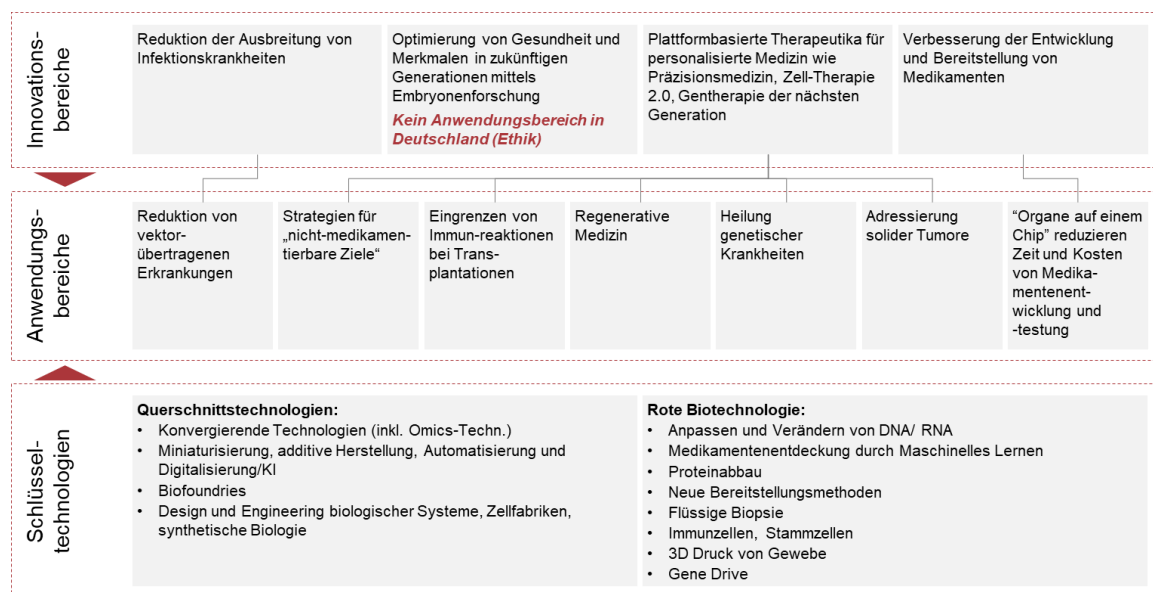 Innovations-
bereiche
Reduktion der Ausbreitung von
Infektionskrankheiten
Optimierung von Gesundheit und
Merkmalen in zukünftigen
Generationen mittels
Embryonenforschung
Kein Anwendungsbereich in
Deutschland (Ethik)
Plattformbasierte Therapeutika für
personalisierte Medizin wie
Präzisionsmedizin, Zell-Therapie
2.0, Gentherapie der nächsten
Generation
Verbesserung der Entwicklung
und Bereitstellung von
Medikamenten
Anwendungs-
bereiche
Reduktion von
vektor-
übertragenen
Erkrankungen
Strategien für
„nicht-medikamen-
tierbare Ziele“
Eingrenzen von
Immun-reaktionen
bei Trans-
plantationen
Regenerative
Medizin
Heilung
genetischer
Krankheiten
Adressierung
solider Tumore
“Organe auf einem
Chip” reduzieren
Zeit und Kosten
von Medika-
mentenent-
wicklung und
-testung
Schlüssel-
technologien
Querschnittstechnologien:
• Konvergierende Technologien (inkl. Omics-Techn.)
• Miniaturisierung, additive Herstellung, Automatisierung und
Digitalisierung/KI
• Biofoundries
• Design und Engineering biologischer Systeme, Zellfabriken,
synthetische Biologie
Rote Biotechnologie:
• Anpassen und Verändern von DNA/ RNA
• Medikamentenentdeckung durch Maschinelles Lernen
• Proteinabbau
• Neue Bereitstellungsmethoden
• Flüssige Biopsie
• Immunzellen, Stammzellen
• 3D Druck von Gewebe
• Gene Drive